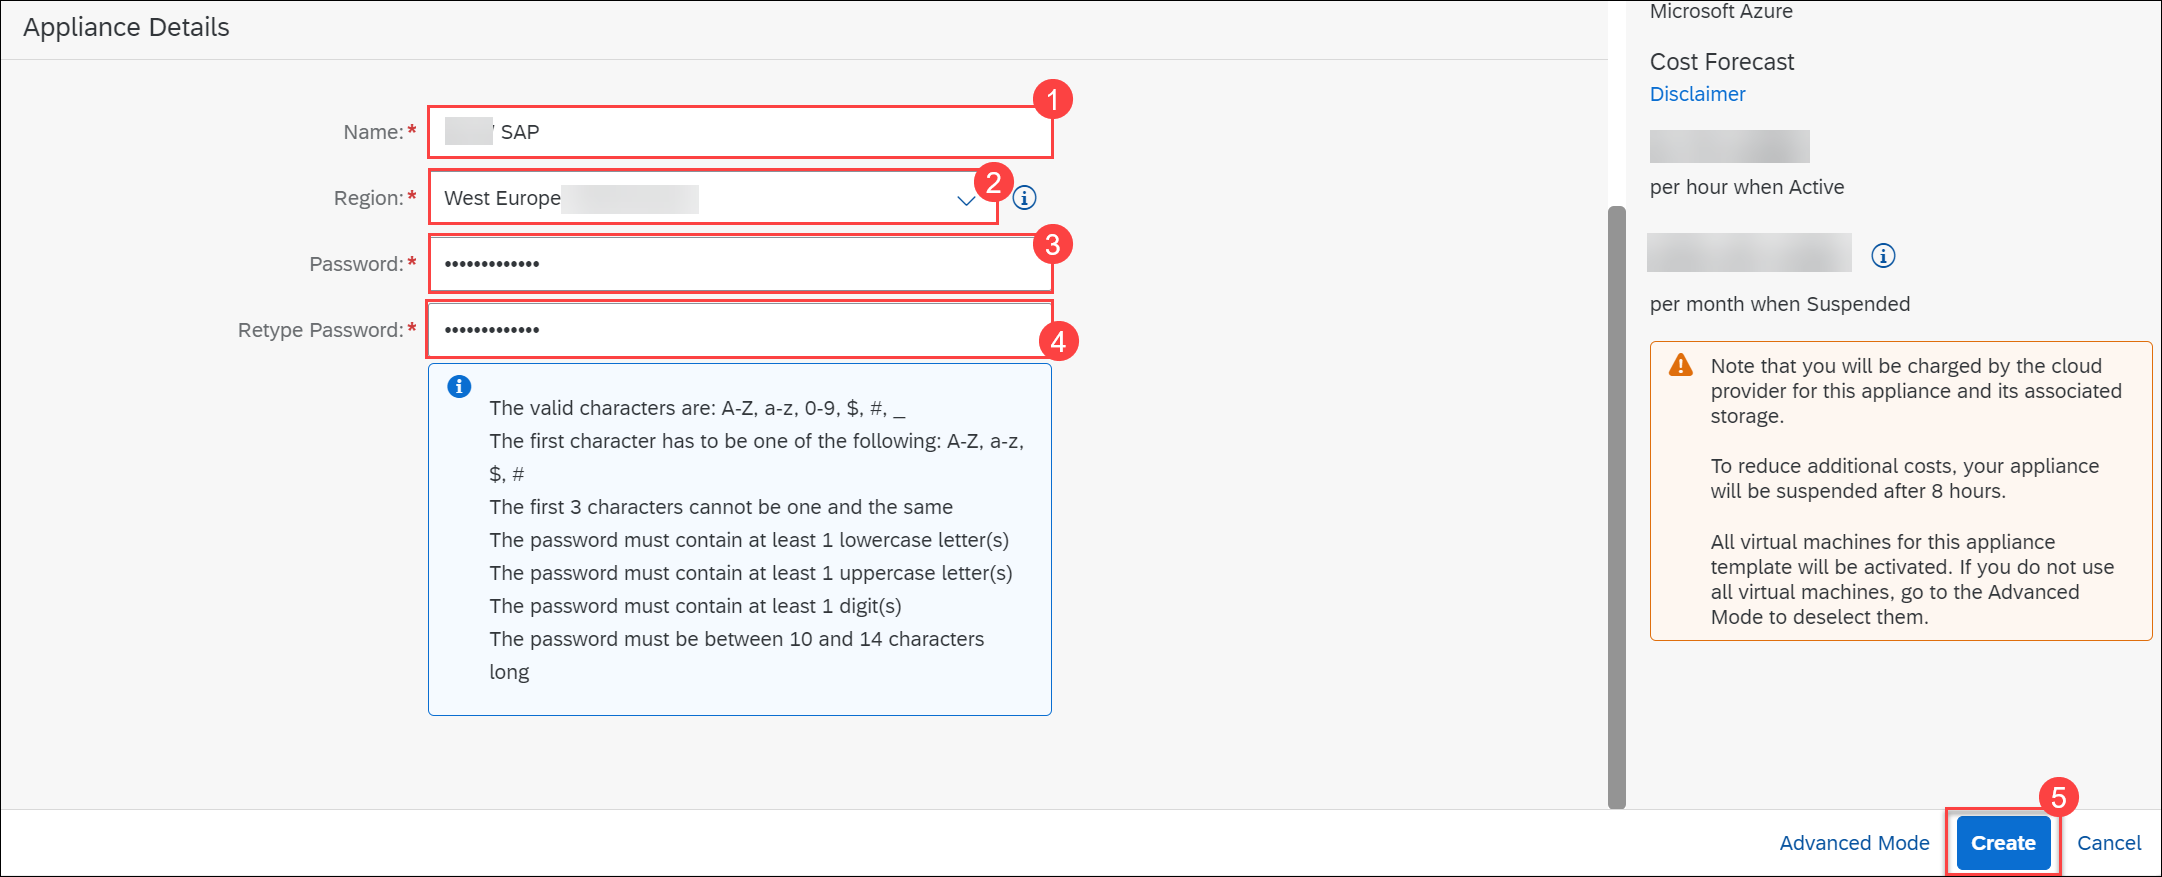 Appliance Details
Name:*
SAP
1
Region:*
West Europe
2
Password:*
•••••••••••••
3
Retype Password:*
•••••••••••••
4
The valid characters are: A-Z, a-z, 0-9, $, #, _
The first character has to be one of the following: A-Z, a-z,
$, #
The first 3 characters cannot be one and the same
The password must contain at least 1 lowercase letter(s)
The password must contain at least 1 uppercase letter(s)
The password must contain at least 1 digit(s)
The password must be between 10 and 14 characters
long
Microsoft Azure
Cost Forecast
Disclaimer
per hour when Active
per month when Suspended
Note that you will be charged by the cloud
provider for this appliance and its associated
storage.
To reduce additional costs, your appliance
will be suspended after 8 hours.
All virtual machines for this appliance
template will be activated. If you do not use
all virtual machines, go to the Advanced
Mode to deselect them.
5
Advanced Mode
Create
Cancel